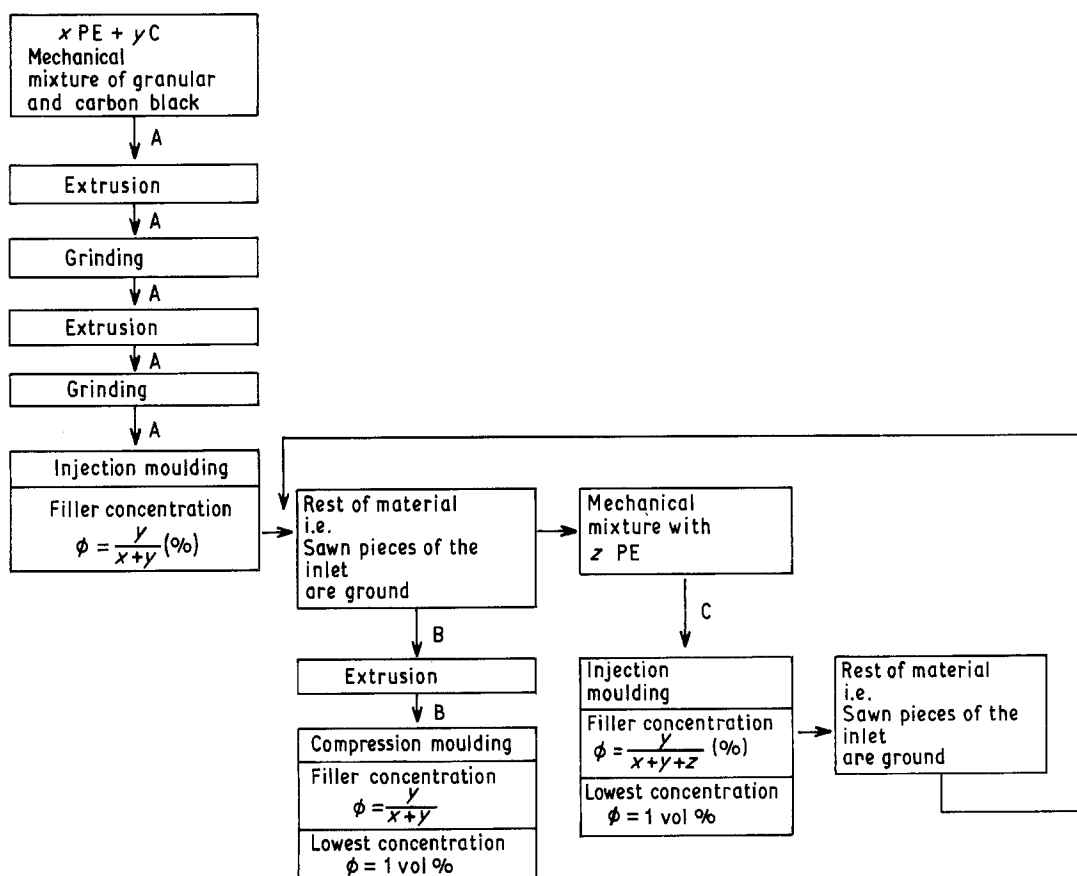 x PE + y C
Mechanical
mixture of granular
and carbon black
A
Extrusion
A
Grinding
A
Extrusion
A
Grinding
A
Injection moulding
Filler concentration
ϕ = y/x+y (%)
Rest of material
i.e.
Sawn pieces of the
inlet
are ground
B
Extrusion
B
Compression moulding
Filler concentration
ϕ = y/x+y
Lowest concentration
ϕ = 1 vol %
Mechanical
mixture with
z PE
C
Injection
moulding
Filler concentration
ϕ = y/x+y+z (%)
Lowest concentration
ϕ = 1 vol %
Rest of material
i.e.
Sawn pieces of the
inlet
are ground